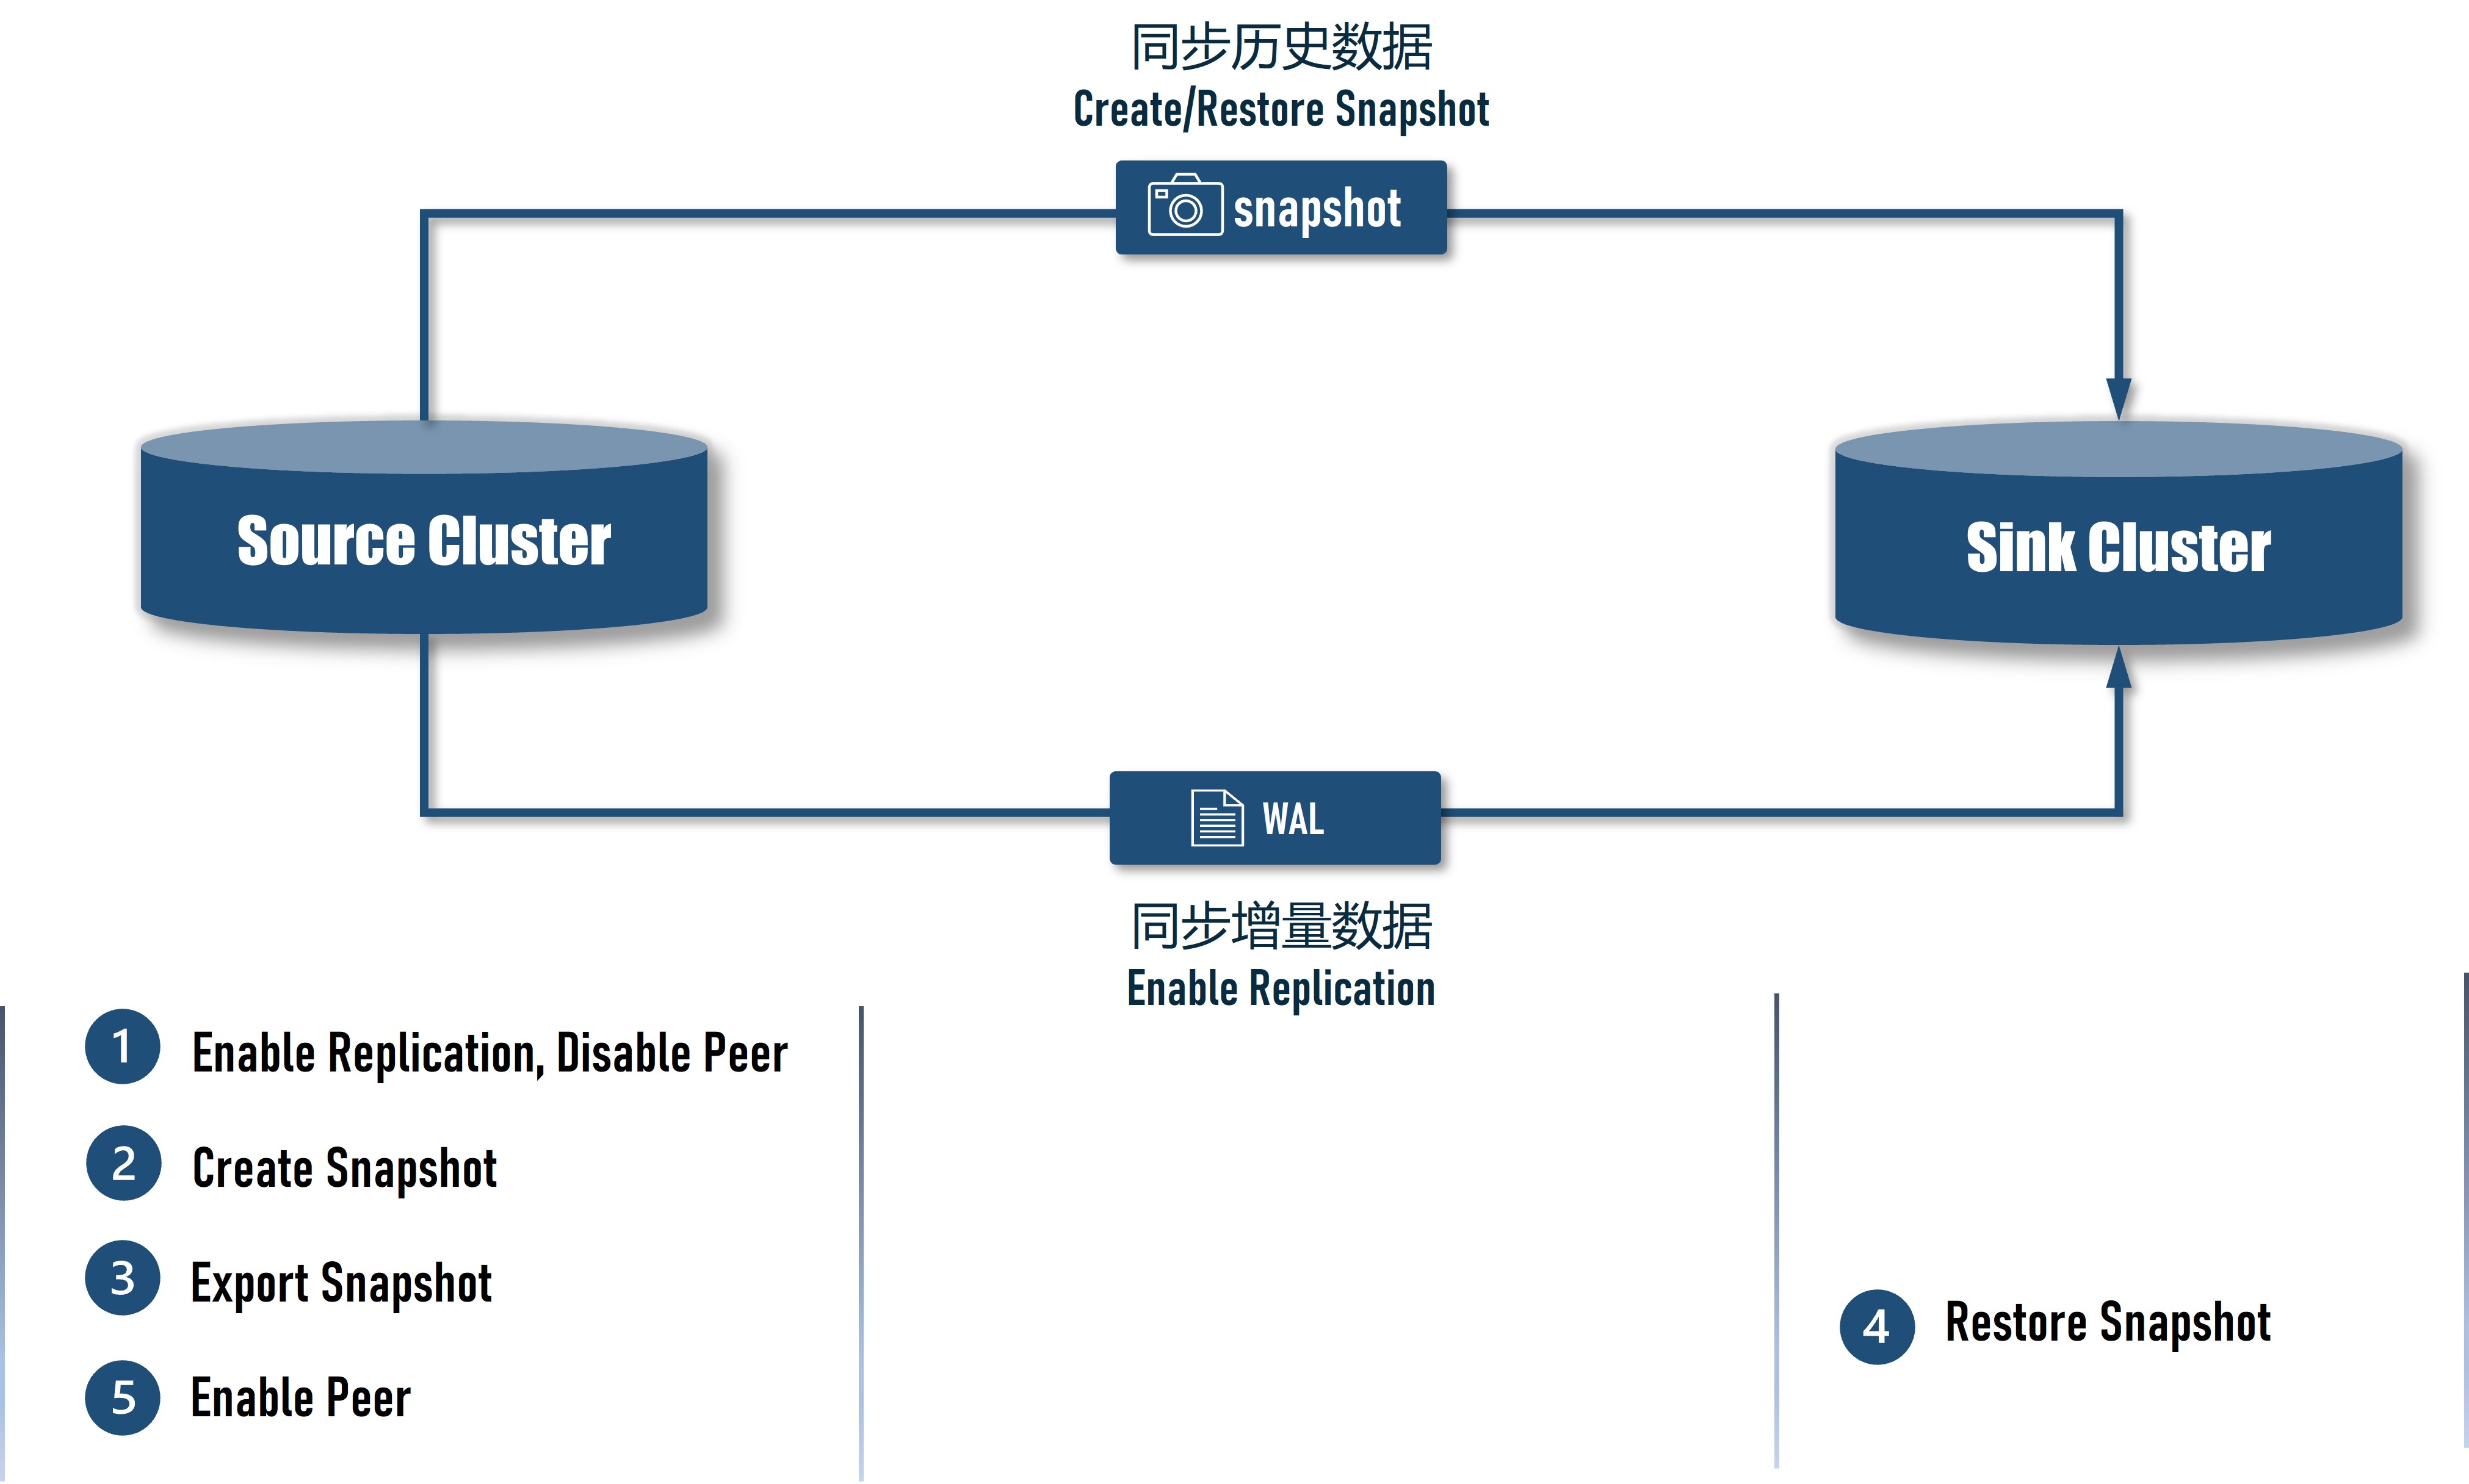 同步历史数据
Create/Restore Snapshot
snapshot
Source Cluster
Sink Cluster
WAL
同步增量数据
Enable Replication
1 Enable Replication, Disable Peer
2 Create Snapshot
3 Export Snapshot
4 Restore Snapshot
5 Enable Peer